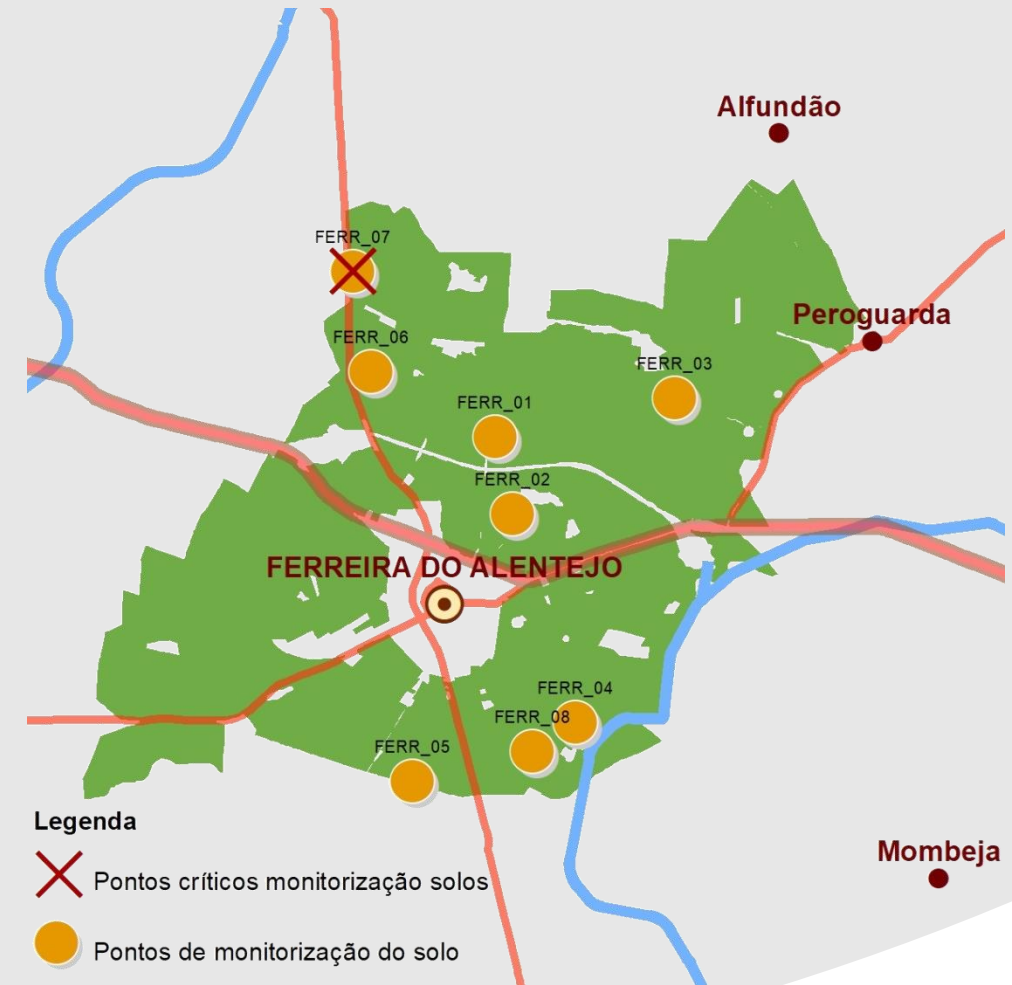 Alfundão
FERR_07
Peroguarda
FERR_06
FERR_03
FERR_01
FERR_02
FERREIRA DO ALENTEJO
FERR_04
FERR_08
FERR_05
Legenda
Mombeja
Pontos críticos monitorização solos
Pontos de monitorização do solo